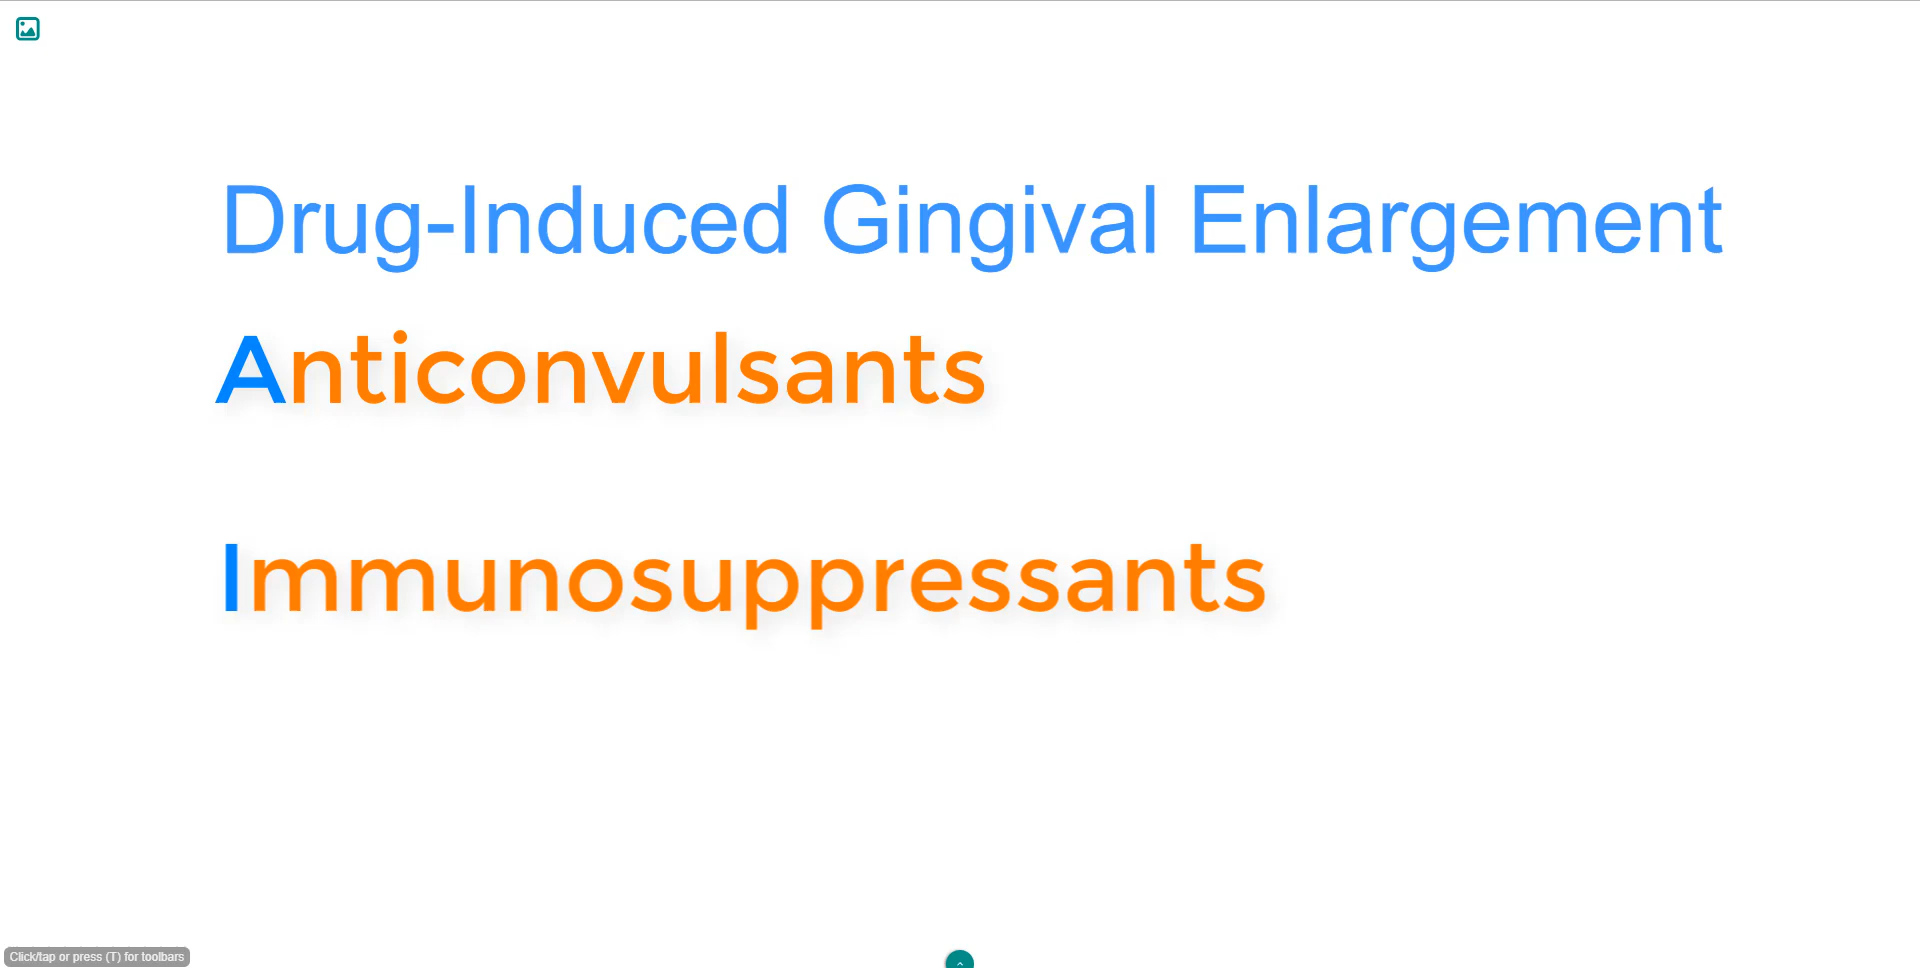 Drug-Induced Gingival Enlargement
Anticonvulsants
Immunosuppressants
Click/tap or press (T) for toolbars